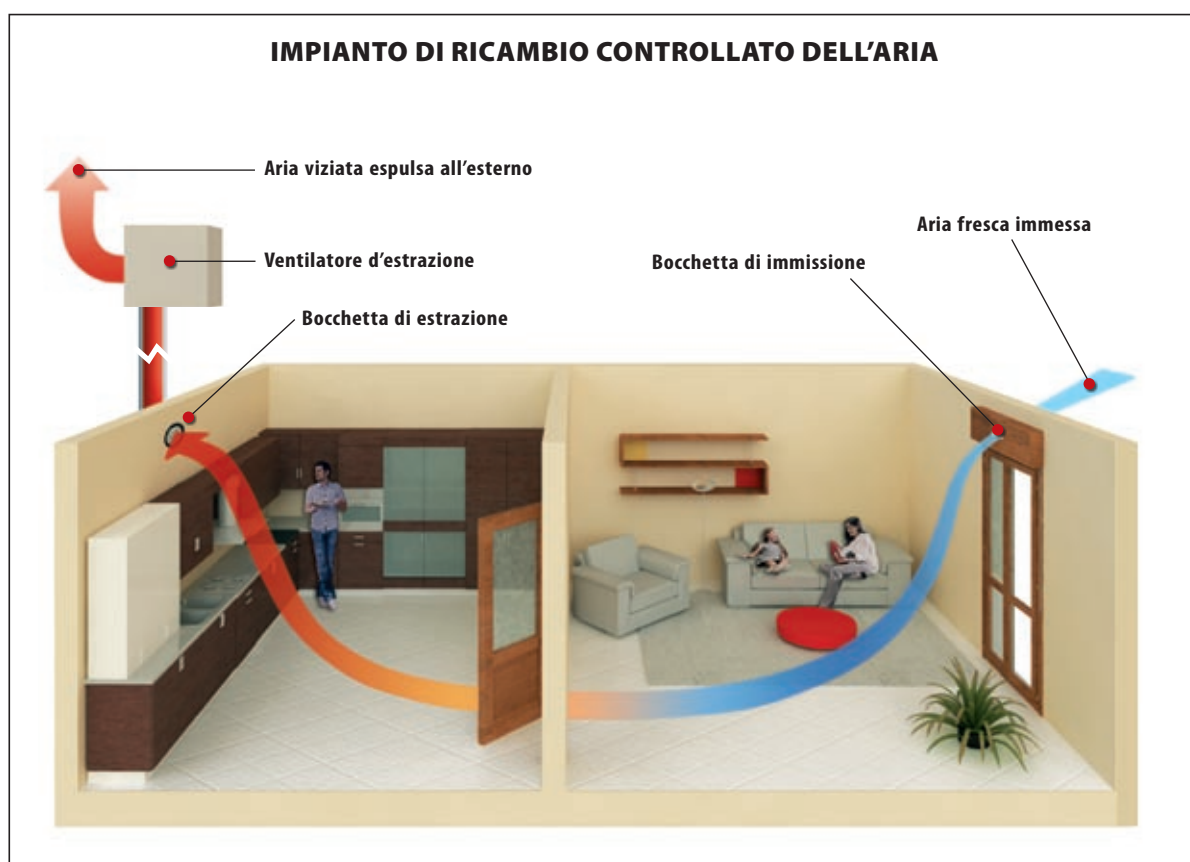 IMPIANTO DI RICAMBIO CONTROLLATO DELL’ARIA
Aria viziata espulsa all’esterno
Aria fresca immessa
Ventilatore d’estrazione
Bocchetta di immissione
Bocchetta di estrazione